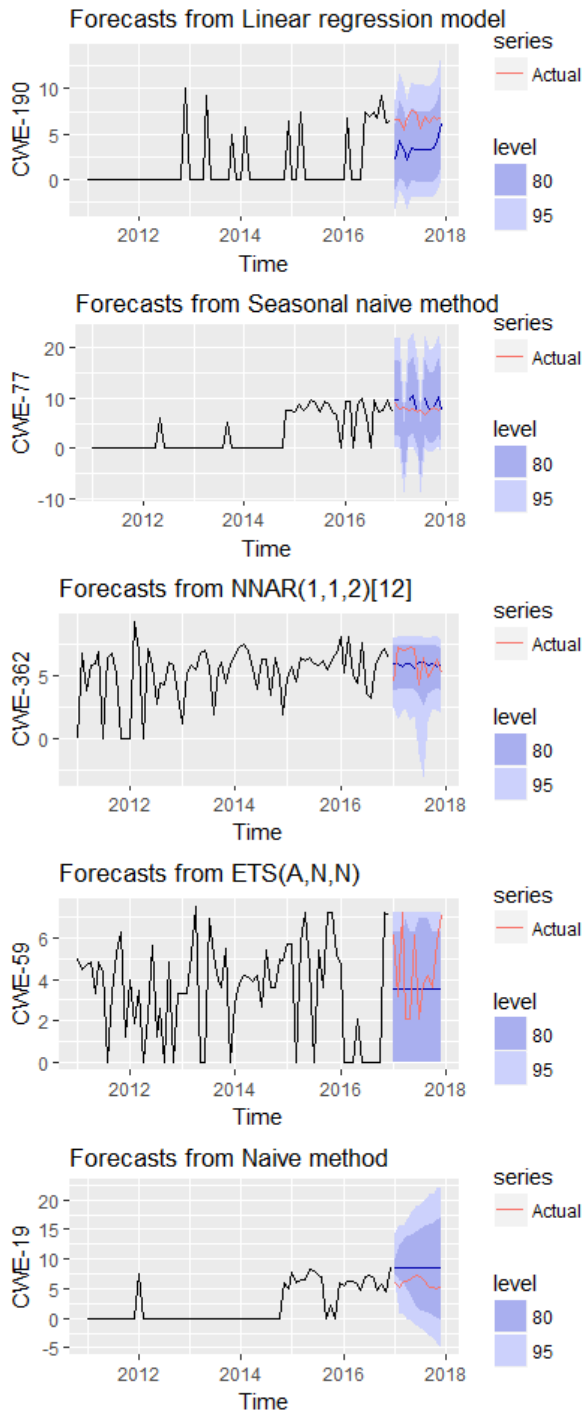 Forecasts from Linear regression model
CWE-190
10
5
0
2012 2014 2016 2018
Time
series
Actual
level
80
95
Forecasts from Seasonal naive method
CWE-77
20
10
0
-10
2012 2014 2016 2018
Time
series
Actual
level
80
95
Forecasts from NNAR(1,1,2)[12]
CWE-362
5
0
2012 2014 2016 2018
Time
series
Actual
level
80
95
Forecasts from ETS(A,N,N)
CWE-59
6
4
2
0
2012 2014 2016 2018
Time
series
Actual
level
80
95
Forecasts from Naive method
CWE-19
20
15
10
5
0
-5
2012 2014 2016 2018
Time
series
Actual
level
80
95